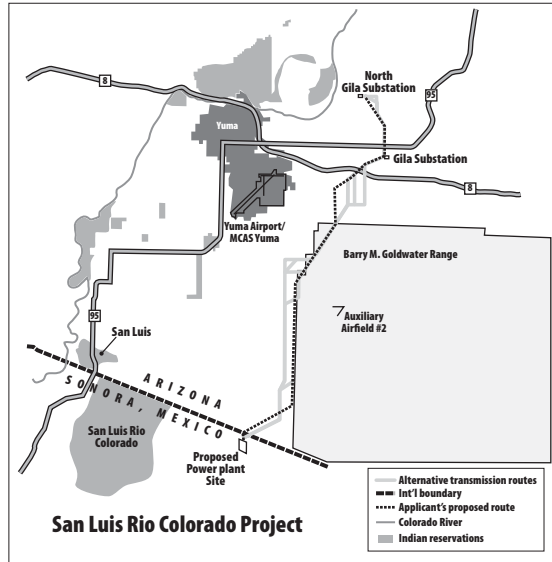 North
Gila Substation
8
95
Yuma
Gila Substation
8
Yuma Airport/
MCAS Yuma
Barry M. Goldwater Range
Auxiliary
Airfield #2
95
San Luis
ARIZONA
SONORA, MEXICO
San Luis Rio
Colorado
Proposed
Power plant
Site
San Luis Rio Colorado Project
Alternative transmission routes
Int'l boundary
Applicant's proposed route
Colorado River
Indian reservations